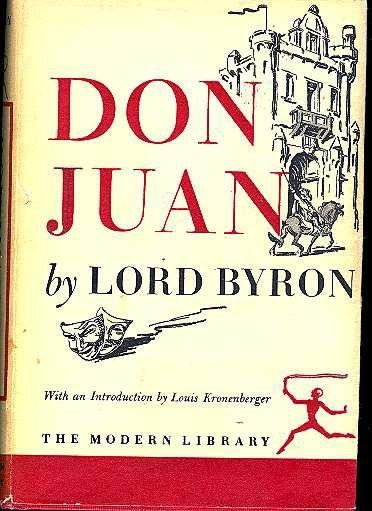 DON
JUAN
by LORD BYRON
With an Introduction by Louis Kronenberger
THE MODERN LIBRARY